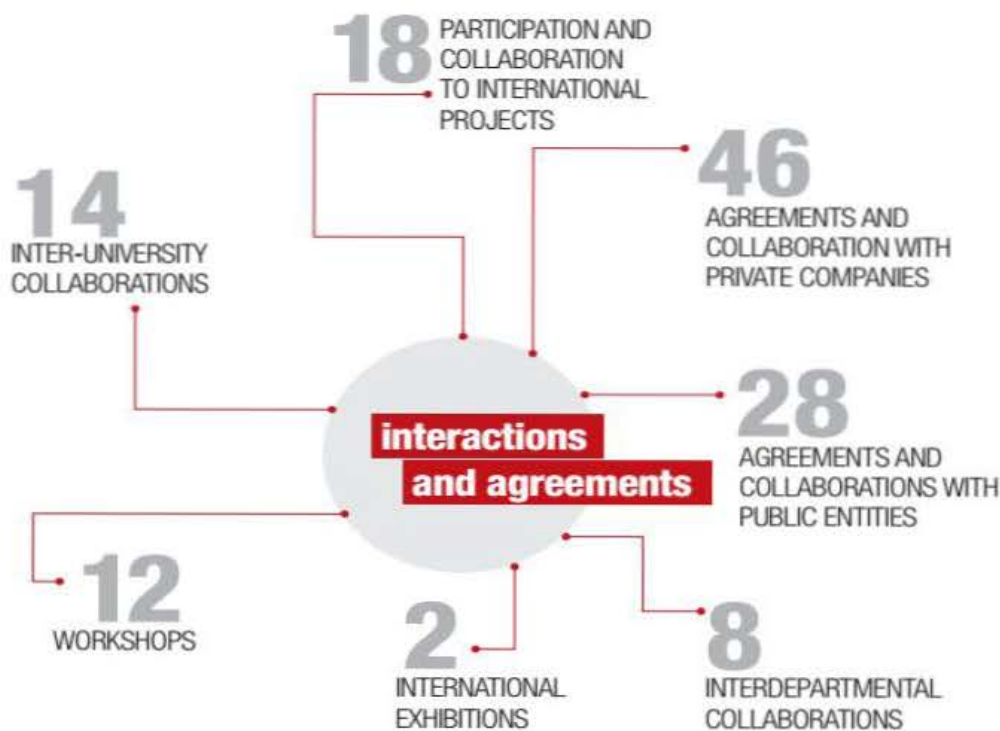 18
PARTICIPATION AND
COLLABORATION
TO INTERNATIONAL
PROJECTS
46
AGREEMENTS AND
COLLABORATION WITH
PRIVATE COMPANIES
14
INTER-UNIVERSITY
COLLABORATIONS
interactions
and agreements
28
AGREEMENTS AND
COLLABORATIONS WITH
PUBLIC ENTITIES
12
WORKSHOPS
2
INTERNATIONAL
EXHIBITIONS
8
INTERDEPARTMENTAL
COLLABORATIONS